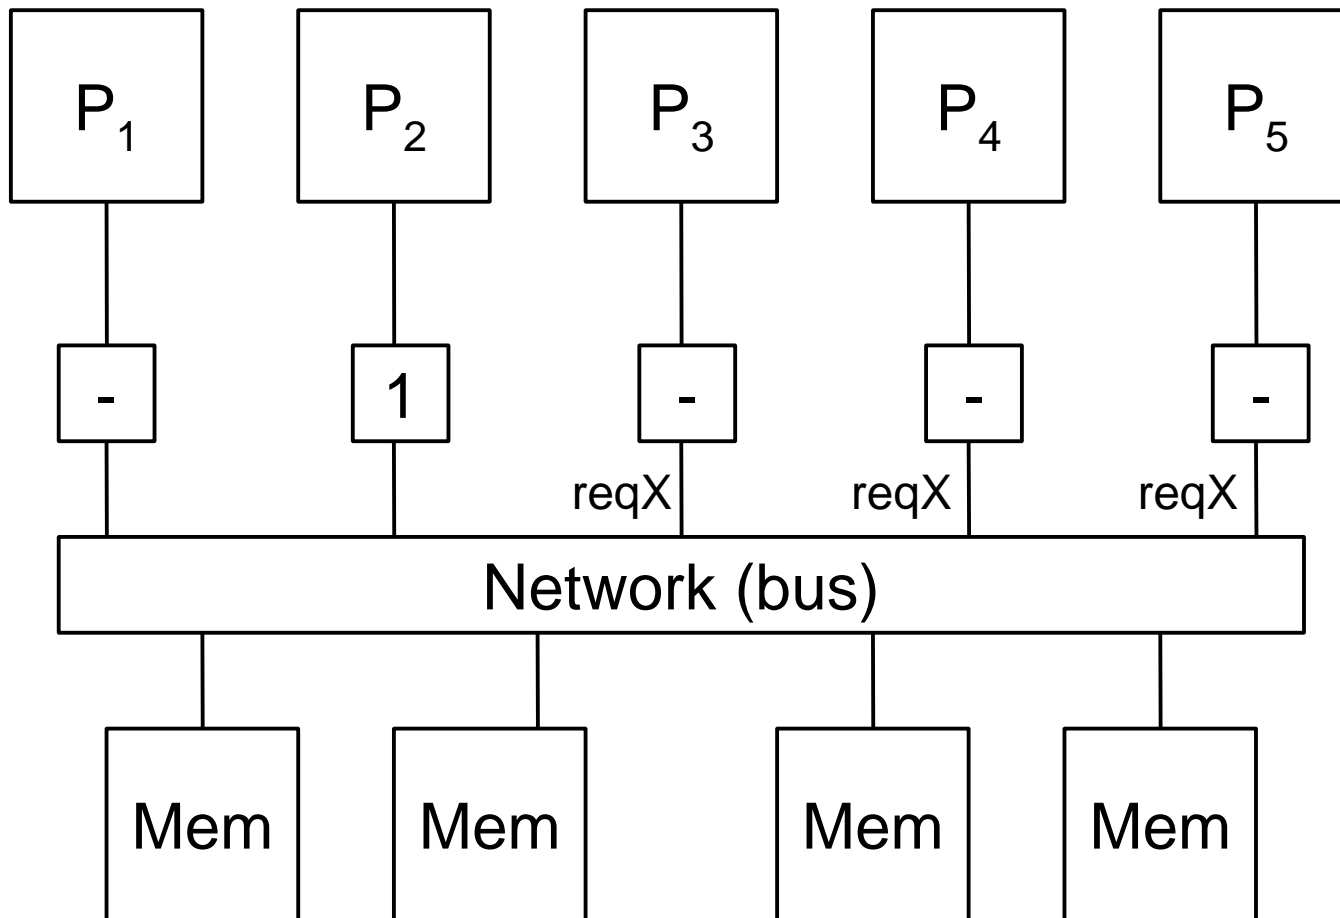 P1 P2 P3 P4 P5
- 1 - - -
reqX reqX reqX
Network (bus)
Mem Mem Mem Mem